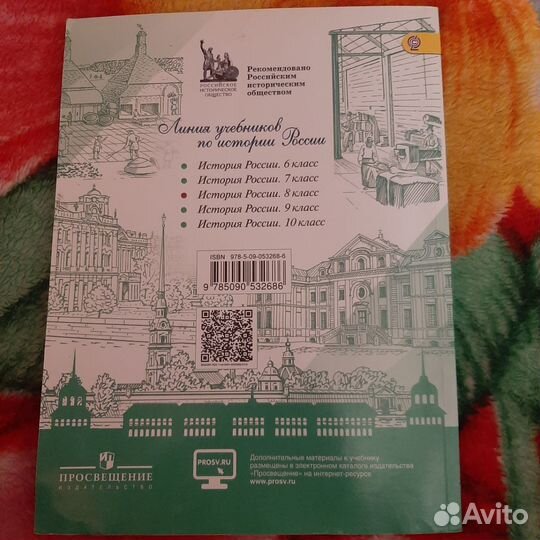 РОССИЙСКОЕ
ИСТОРИЧЕСКОЕ
ОБЩЕСТВО
Рекомендовано
Российским
историческим
обществом
Линия учебников
по истории России
История России. 6 класс
История России. 7 класс
История России. 8 класс
История России. 9 класс
История России. 10 класс
ISBN 978-5-09-053268-6
9 785090 532686
ПРОСВЕЩЕНИЕ
ИЗДАТЕЛЬСТВО
PROSV.RU
Дополнительные материалы к учебнику
размещены в электронном каталоге издательства
«Просвещение» на интернет-ресурсе
www.prosv.ru
Avito